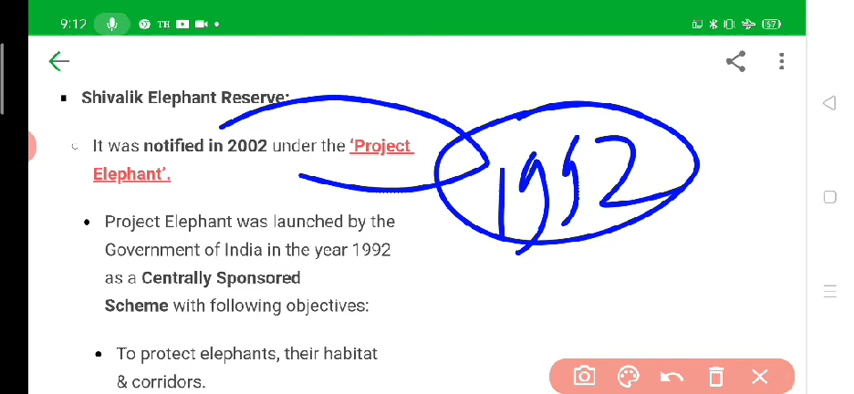 9:12 TH 57
Shivalik Elephant Reserve:
It was notified in 2002 under the 'Project
Elephant'.
1992
Project Elephant was launched by the
Government of India in the year 1992
as a Centrally Sponsored
Scheme with following objectives:
To protect elephants, their habitat
& corridors.